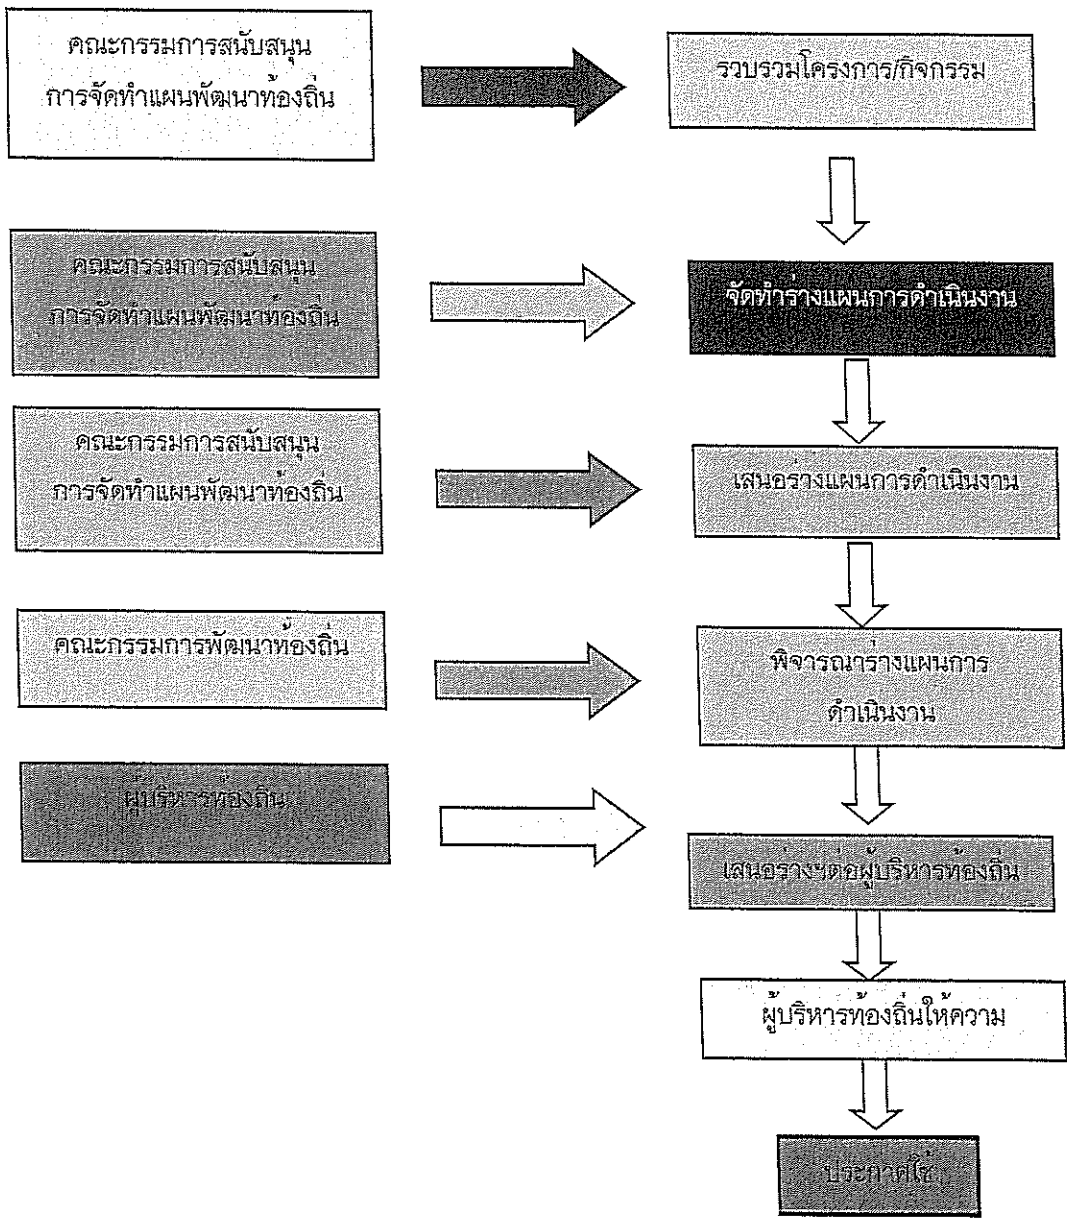 คณะกรรมการสนับสนุน
การจัดทำแผนพัฒนาท้องถิ่น
รวบรวมโครงการ/กิจกรรม
คณะกรรมการสนับสนุน
การจัดทำแผนพัฒนาท้องถิ่น
จัดทำร่างแผนการดำเนินงาน
คณะกรรมการสนับสนุน
การจัดทำแผนพัฒนาท้องถิ่น
เสนอร่างแผนการดำเนินงาน
คณะกรรมการพัฒนาท้องถิ่น
พิจารณาร่างแผนการ
ดำเนินงาน
ผู้บริหารท้องถิ่น
เสนอร่างฯต่อผู้บริหารท้องถิ่น
ผู้บริหารท้องถิ่นให้ความ
ประกาศใช้